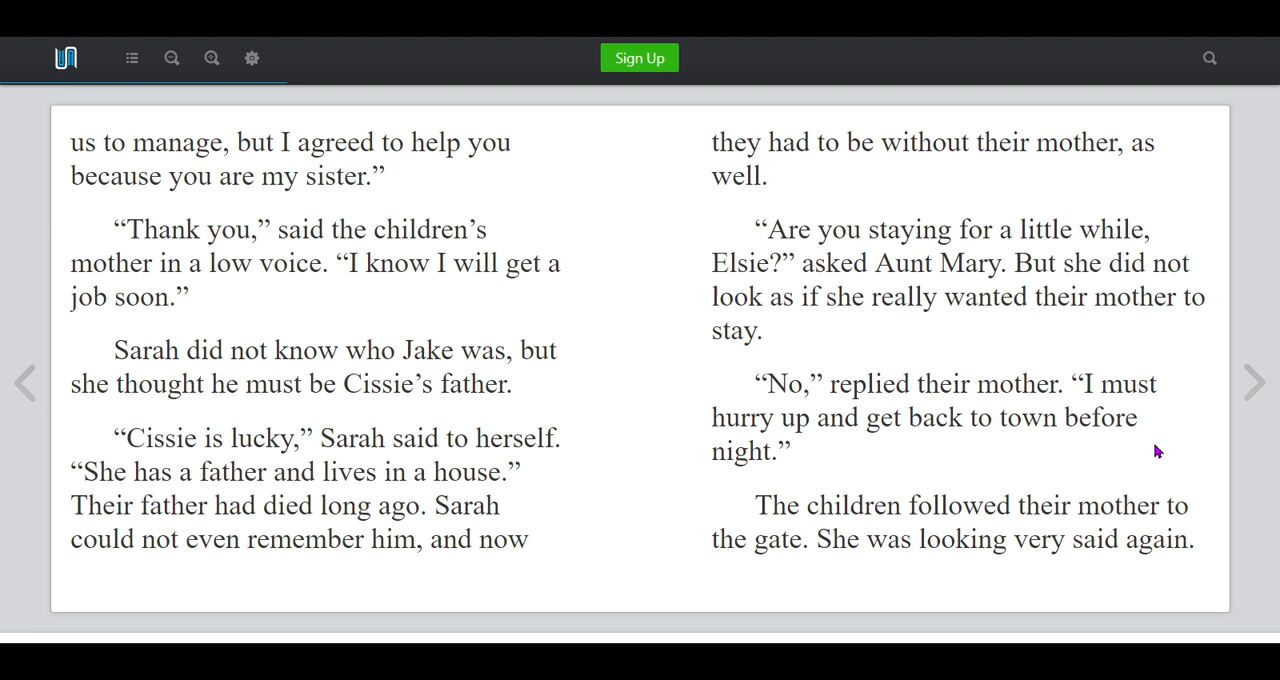 Sign Up
us to manage, but I agreed to help you
because you are my sister.”
“Thank you,” said the children’s
mother in a low voice. “I know I will get a
job soon.”
Sarah did not know who Jake was, but
she thought he must be Cissie’s father.
“Cissie is lucky,” Sarah said to herself.
“She has a father and lives in a house.”
Their father had died long ago. Sarah
could not even remember him, and now
they had to be without their mother, as
well.
“Are you staying for a little while,
Elsie?” asked Aunt Mary. But she did not
look as if she really wanted their mother to
stay.
“No,” replied their mother. “I must
hurry up and get back to town before
night.”
The children followed their mother to
the gate. She was looking very said again.